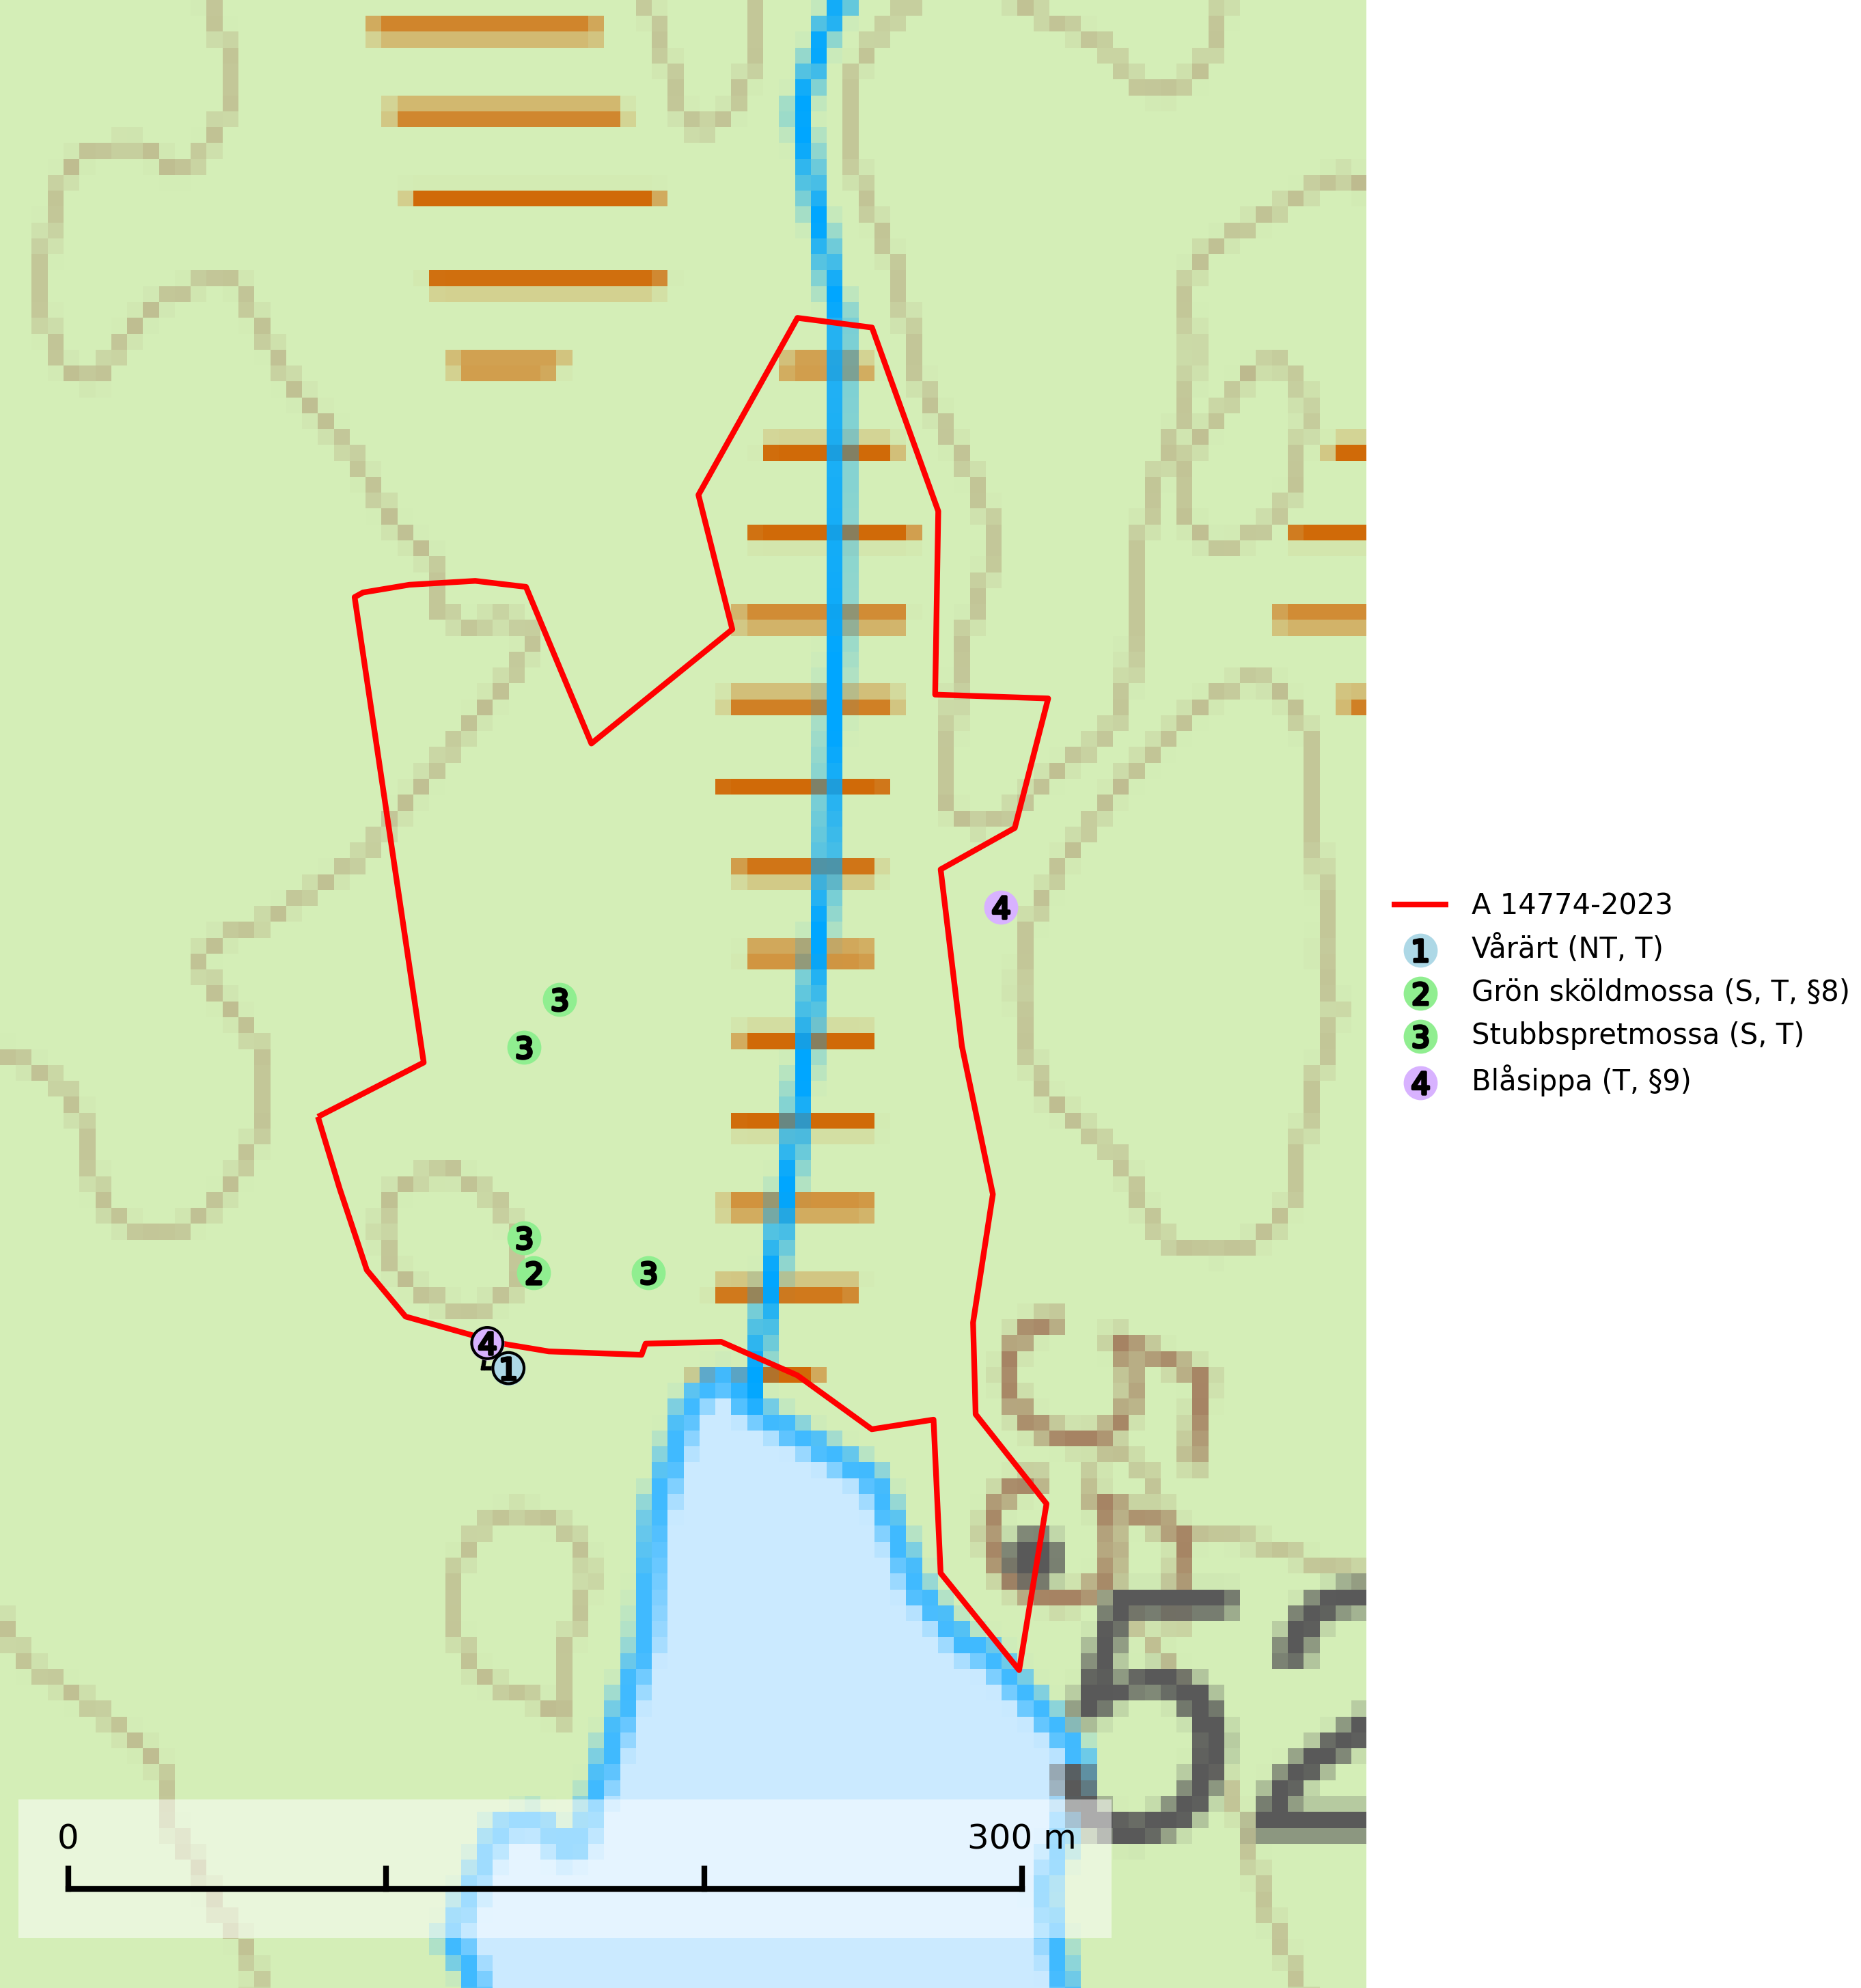 4
3
3
3
2
3
4
1
0
300 m
A 14774-2023
1 Vårärt (NT, T)
2 Grön sköldmossa (S, T, §8)
3 Stubbspretmossa (S, T)
4 Blåsippa (T, §9)